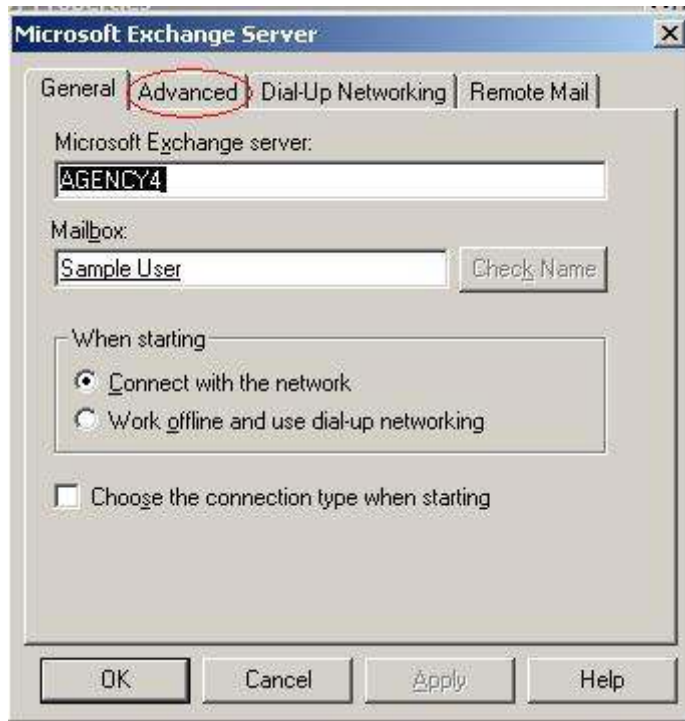 Microsoft Exchange Server
General Advanced Dial-Up Networking Remote Mail
Microsoft Exchange server:
AGENCY4
Mailbox:
Sample User Check Name
When starting
Connect with the network
Work offline and use dial-up networking
Choose the connection type when starting
OK Cancel Apply Help